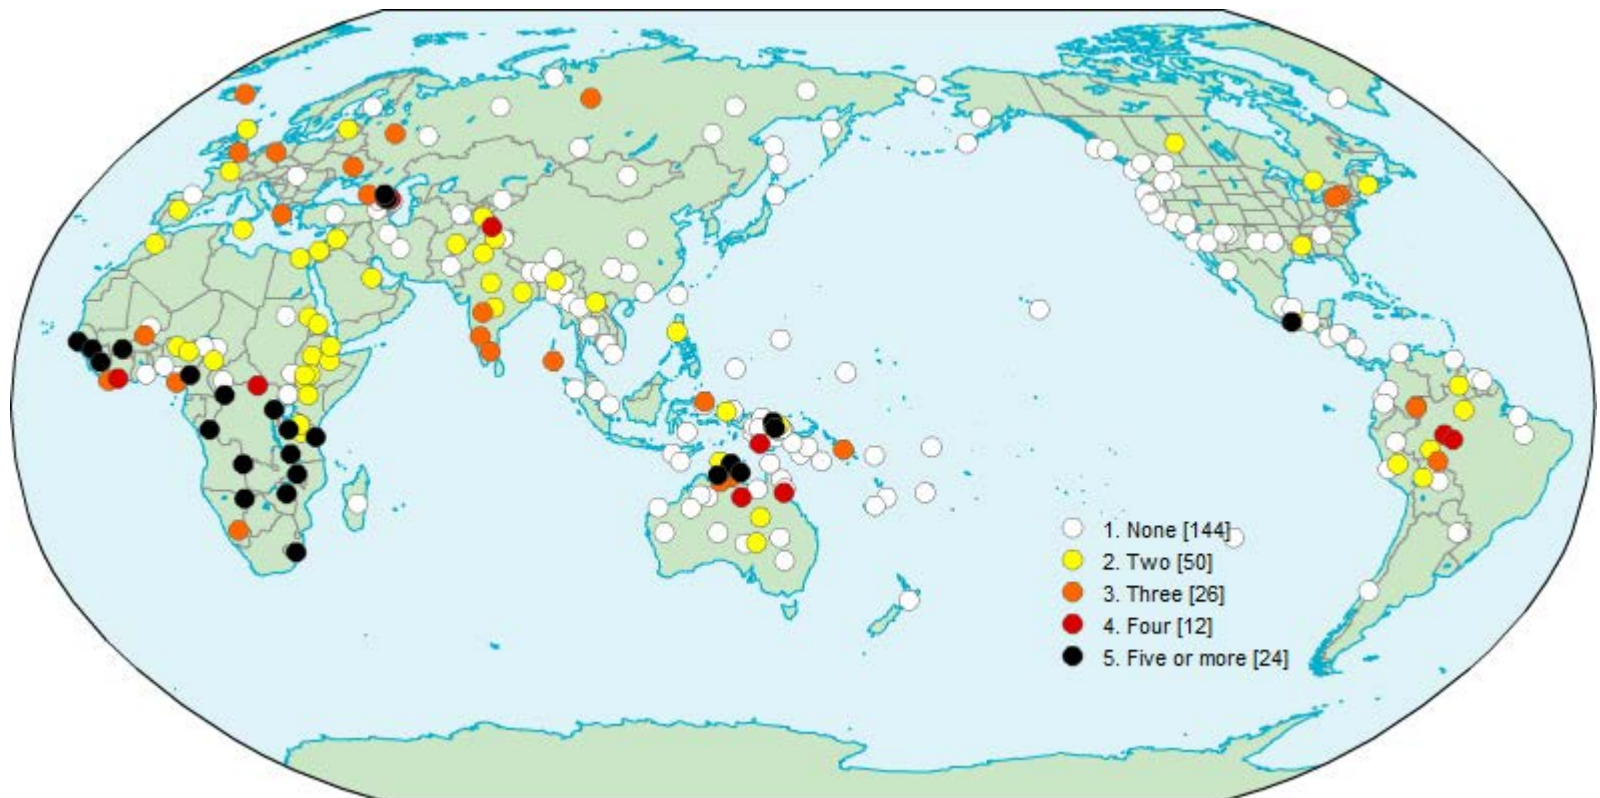 1. None [144]
2. Two [50]
3. Three [26]
4. Four [12]
5. Five or more [24]